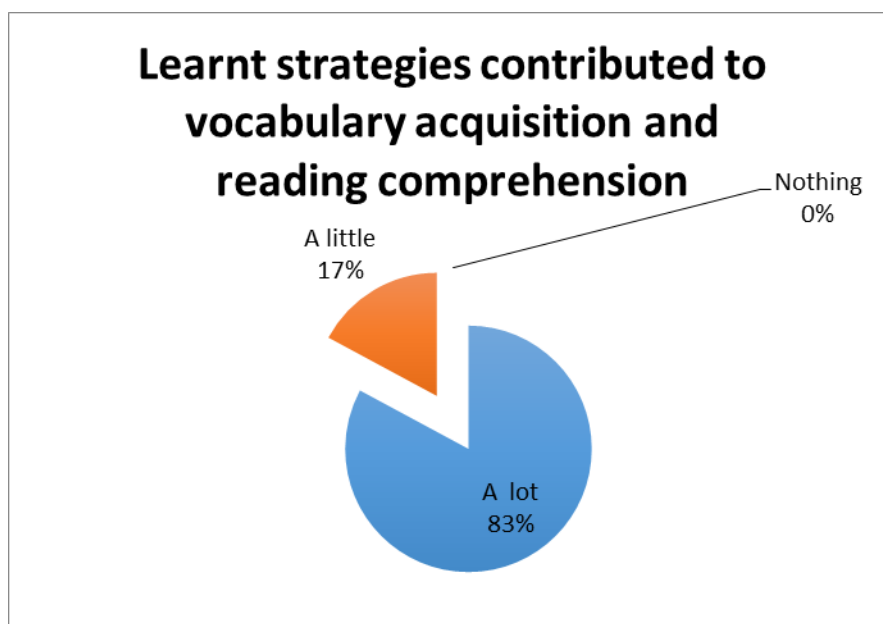 Learnt strategies contributed to
vocabulary acquisition and
reading comprehension
Nothing
0%
A little
17%
A lot
83%